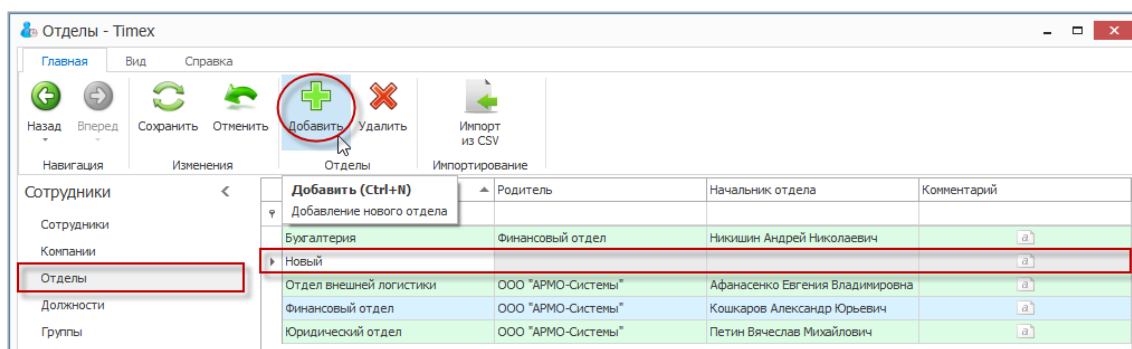 Отделы - Timex
Главная Вид Справка
Назад Вперед Сохранить Отменить Добавить Удалить Импорт из CSV
Навигация Изменения Отделы Импортирование
Сотрудники
Добавить (Ctrl+N)
Добавление нового отдела
Родитель Начальник отдела Комментарий
Сотрудники
Компании
Отделы
Должности
Группы
Бухгалтерия Финансовый отдел Никишин Андрей Николаевич
Новый
Отдел внешней логистики ООО "АРМО-Системы" Афанасенко Евгения Владимировна
Финансовый отдел ООО "АРМО-Системы" Кошкаров Александр Юрьевич
Юридический отдел ООО "АРМО-Системы" Петин Вячеслав Михайлович